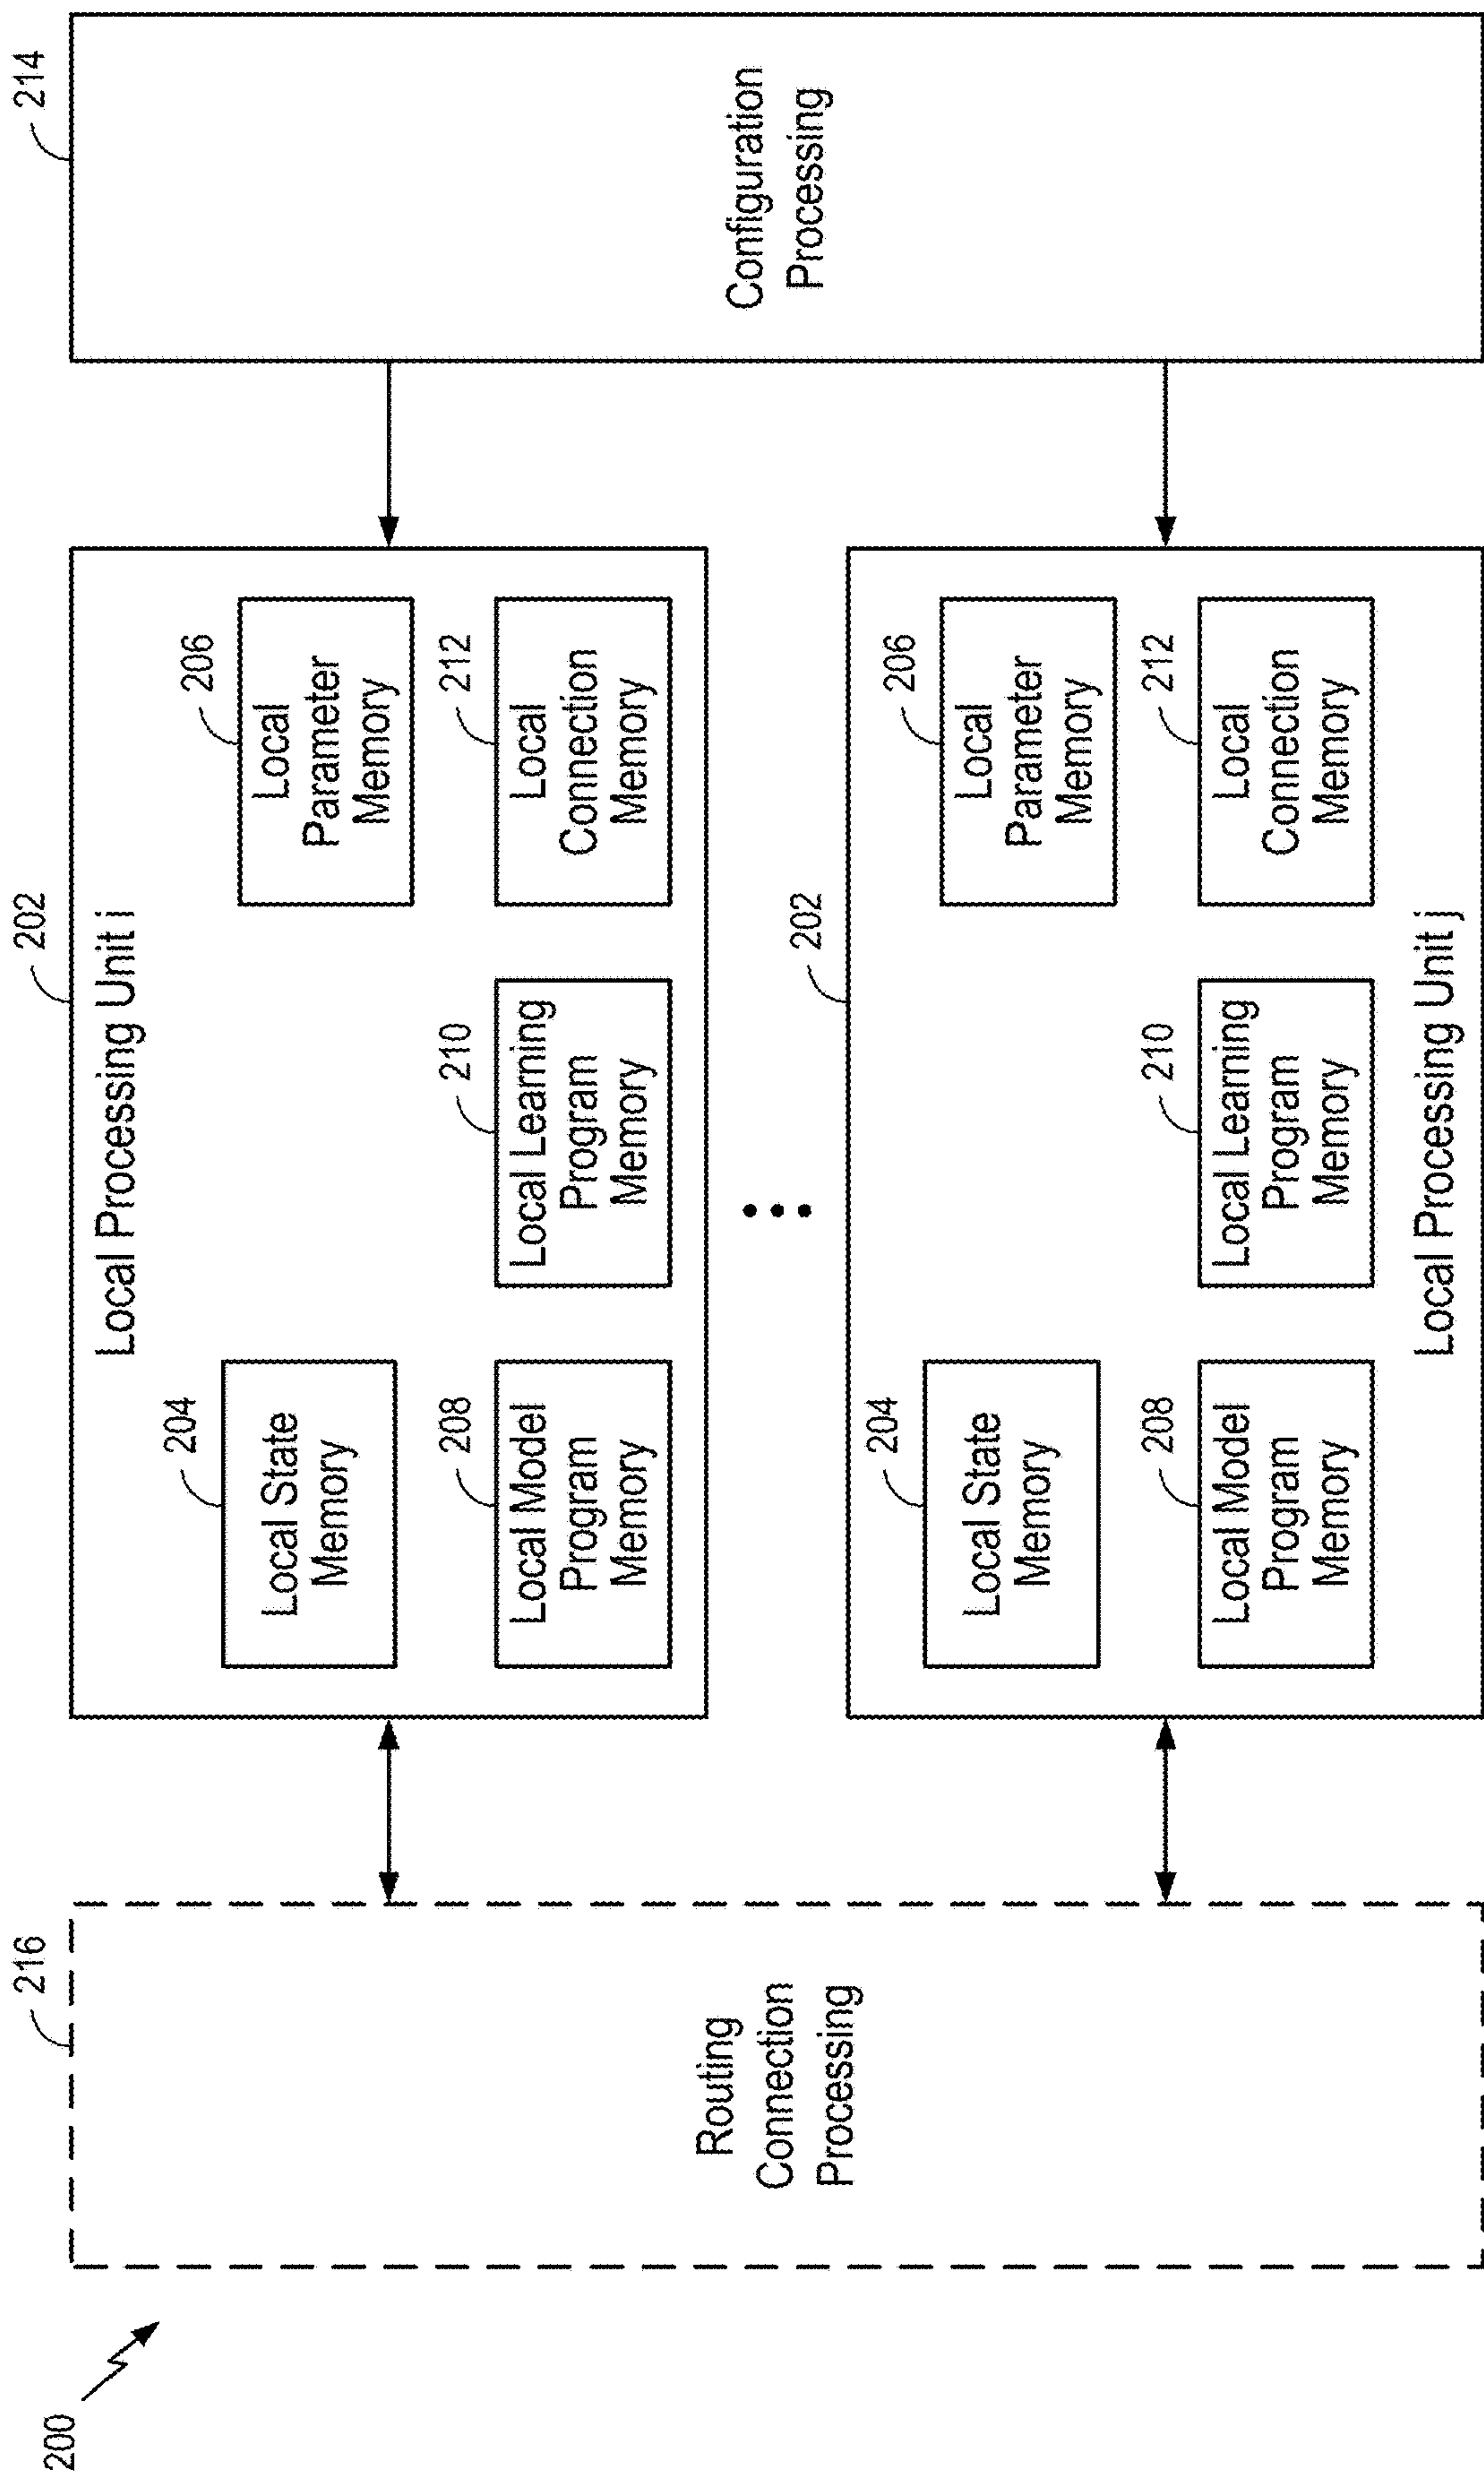 200
216
Routing
Connection
Processing
202
Local Processing Unit i
204
Local State
Memory
206
Local
Parameter
Memory
208
Local Model
Program
Memory
210
Local Learning
Program
Memory
212
Local
Connection
Memory
202
204
Local State
Memory
206
Local
Parameter
Memory
208
Local Model
Program
Memory
210
Local Learning
Program
Memory
212
Local
Connection
Memory
Local Processing Unit j
214
Configuration
Processing